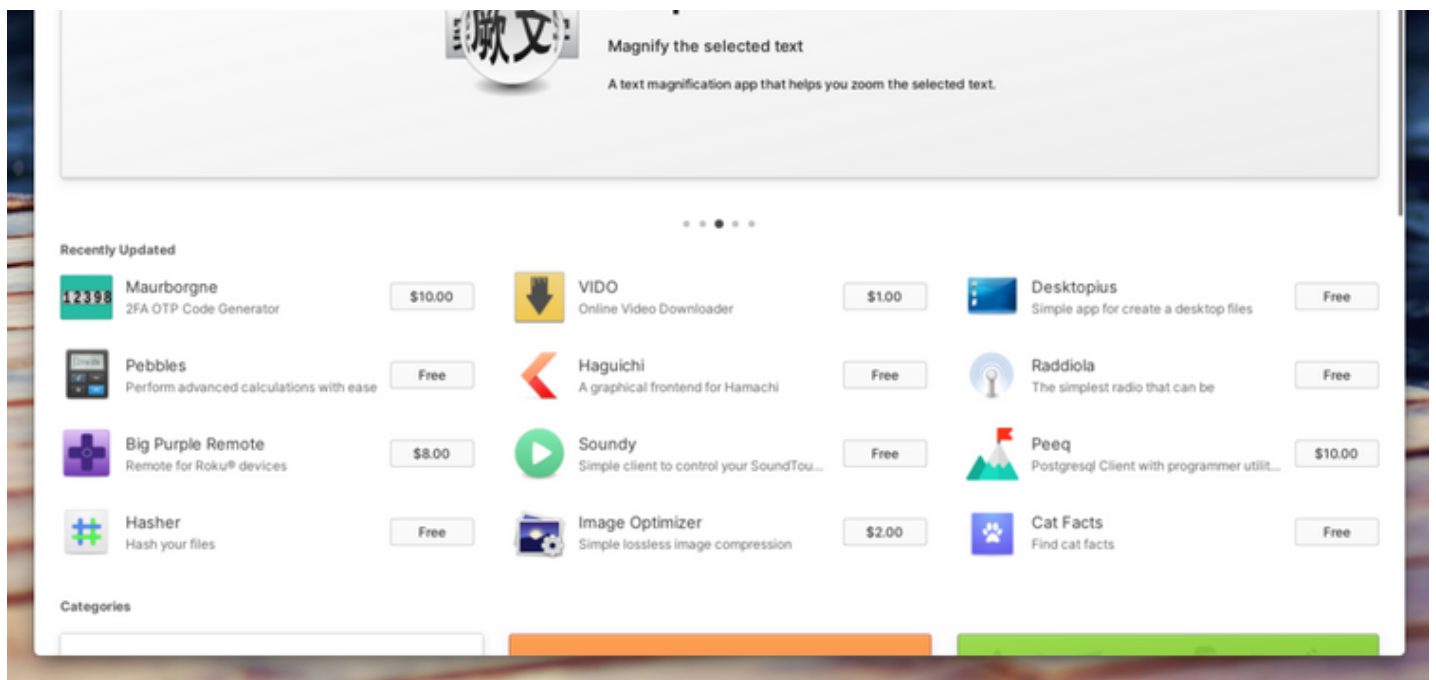 厥文
Magnify the selected text
A text magnification app that helps you zoom the selected text.
Recently Updated
12398
Maurborgne
2FA OTP Code Generator
$10.00
VIDO
Online Video Downloader
$1.00
Desktopius
Simple app for create a desktop files
Free
Pebbles
Perform advanced calculations with ease
Free
Haguichi
A graphical frontend for Hamachi
Free
Raddiola
The simplest radio that can be
Free
Big Purple Remote
Remote for Roku® devices
$8.00
Soundy
Simple client to control your SoundTou...
Free
Peeq
Postgresql Client with programmer utilit...
$10.00
Hasher
Hash your files
Free
Image Optimizer
Simple lossless image compression
$2.00
Cat Facts
Find cat facts
Free
Categories